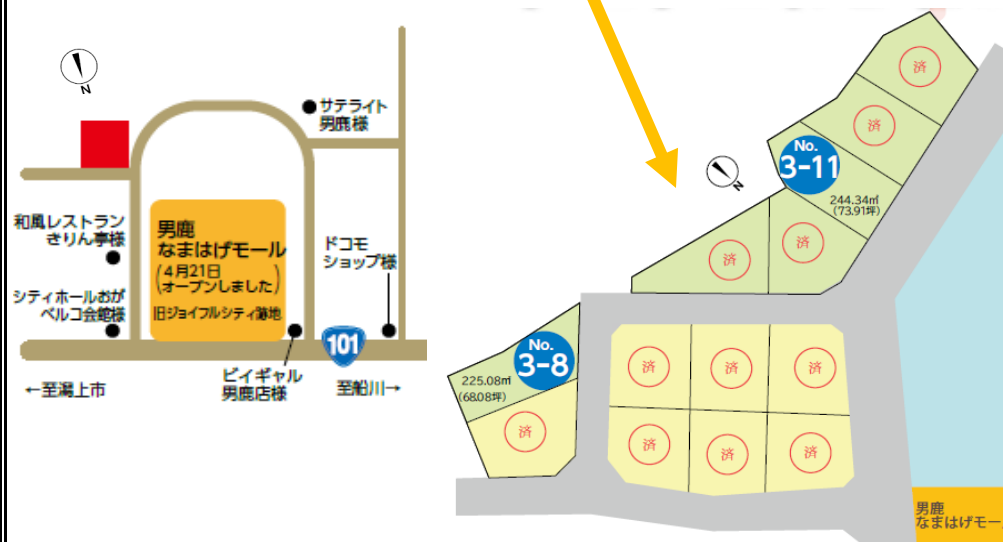 N
サテライト
男鹿様
和風レストラン
きりん亭様
男鹿
なまはげモール
(4月21日
オープンしました)
旧ジョイフルシティ跡地
ドコモ
ショップ様
シティホールおが
ベルコ会館様
101
←至潟上市
ビイギャル
男鹿店様
至船川→
済
済
No.
3-11
244.34㎡
(73.91坪)
N
済
済
No.
3-8
225.08㎡
(68.08坪)
済
済
済
済
済
済
済
男鹿
なまはげモー